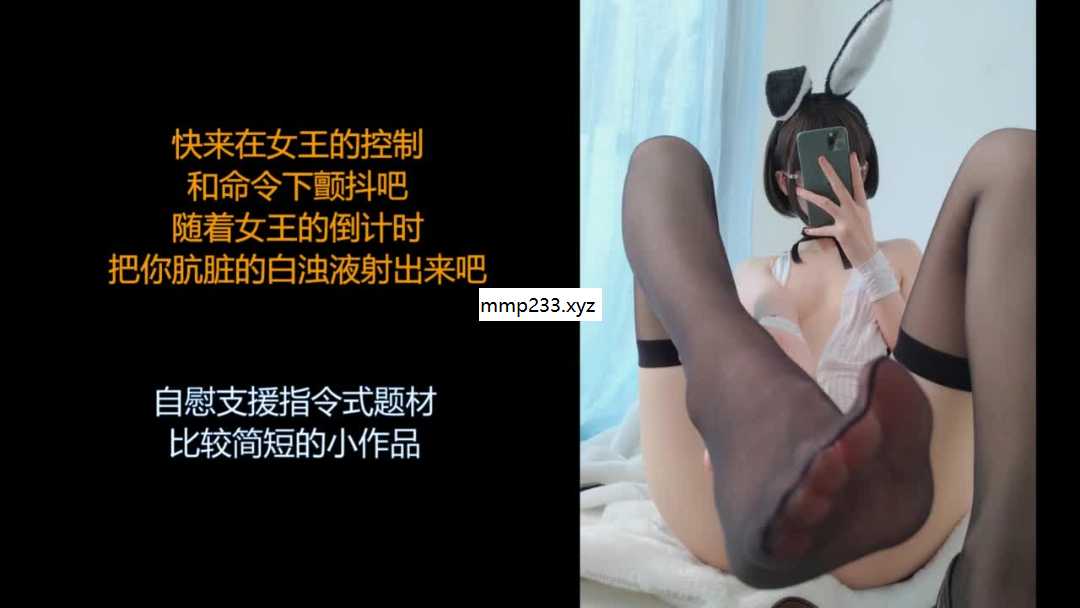 快来在女王的控制
和命令下颤抖吧
随着女王的倒计时
把你肮脏的白浊液射出来吧
mmp233.xyz
自慰支援指令式题材
比较简短的小作品